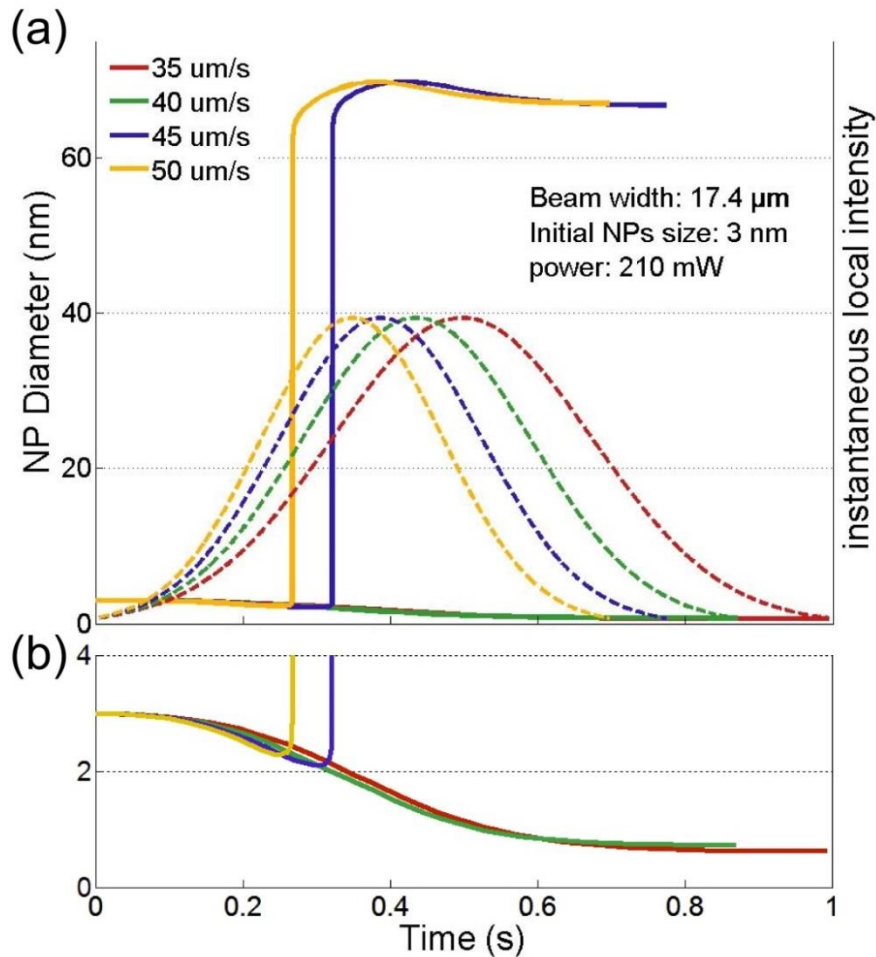 (a)
35 um/s
40 um/s
45 um/s
50 um/s
Beam width: 17.4 µm
Initial NPs size: 3 nm
power: 210 mW
NP Diameter (nm)
instantaneous local intensity
60
40
20
0
(b)
4
2
0
0
0.2
0.4
0.6
0.8
1
Time (s)